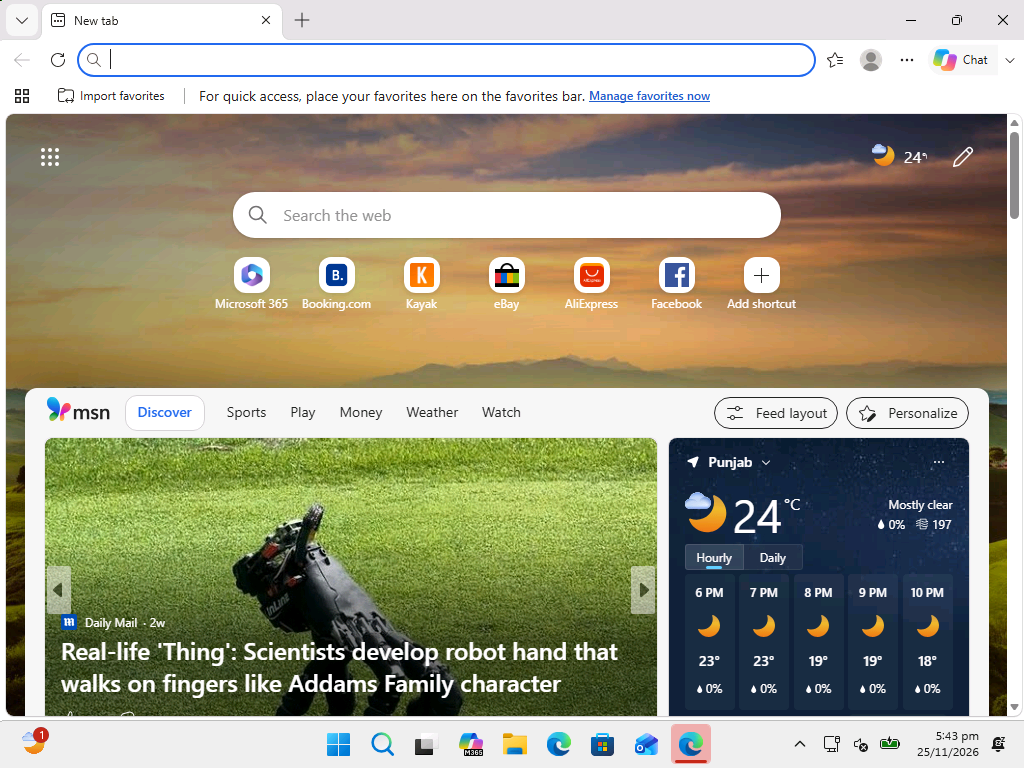 New tab
Chat
Import favorites
For quick access, place your favorites here on the favorites bar. Manage favorites now
24°
Search the web
Microsoft 365
Booking.com
Kayak
eBay
AliExpress
Facebook
Add shortcut
msn
Discover
Sports
Play
Money
Weather
Watch
Feed layout
Personalize
InLine
Daily Mail · 2w
Real-life 'Thing': Scientists develop robot hand that
walks on fingers like Addams Family character
Punjab
24 °C
Mostly clear
0% 197
Hourly
Daily
6 PM 7 PM 8 PM 9 PM 10 PM
23° 23° 19° 19° 18°
0% 0% 0% 0% 0%
1
M365
5:43 pm
25/11/2026